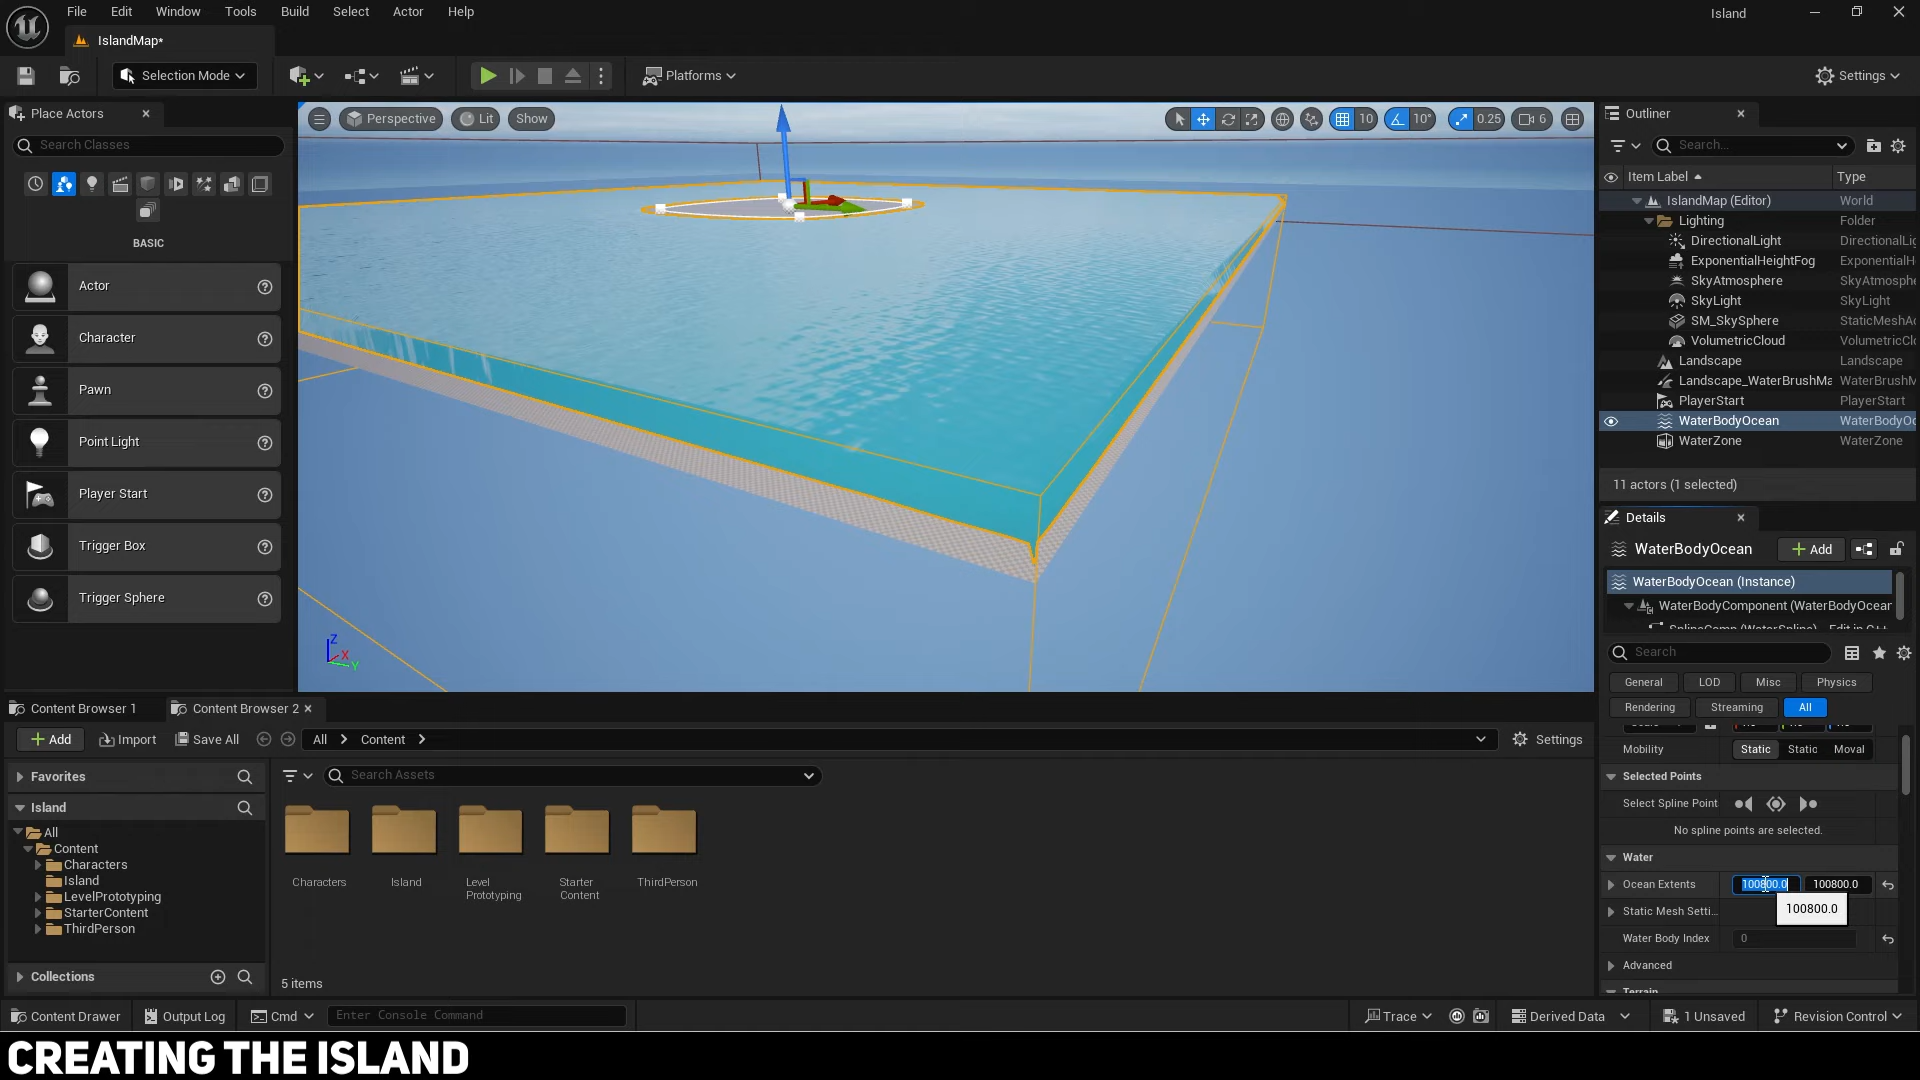 File Edit Window Tools Build Select Actor Help
Island
IslandMap*
Selection Mode
Platforms
Settings
Place Actors
Search Classes
BASIC
Actor
Character
Pawn
Point Light
Player Start
Trigger Box
Trigger Sphere
Perspective
Lit
Show
10
10°
0.25
6
Z
X
Y
Outliner
Search...
Item Label Type
IslandMap (Editor) World
Lighting Folder
DirectionalLight DirectionalLig
ExponentialHeightFog ExponentialH
SkyAtmosphere SkyAtmosphe
SkyLight SkyLight
SM_SkySphere StaticMeshAc
VolumetricCloud VolumetricClo
Landscape Landscape
Landscape_WaterBrushMa WaterBrushM
PlayerStart PlayerStart
WaterBodyOcean WaterBodyOc
WaterZone WaterZone
11 actors (1 selected)
Details
WaterBodyOcean
Add
WaterBodyOcean (Instance)
WaterBodyComponent (WaterBodyOcean
SplineComp (WaterSpline) Edit in C++
Search
General LOD Misc Physics
Rendering Streaming All
Mobility Static Static Moval
Selected Points
Select Spline Point
No spline points are selected.
Water
Ocean Extents 100800.0 100800.0
100800.0
Static Mesh Setti...
Water Body Index 0
Advanced
Terrain
Content Browser 1
Content Browser 2
Add
Import
Save All
All
Content
Settings
Favorites
Island
All
Content
Characters
Island
LevelPrototyping
StarterContent
ThirdPerson
Collections
Search Assets
Characters
Island
Level
Prototyping
Starter
Content
ThirdPerson
5 items
Content Drawer
Output Log
Cmd
Enter Console Command
Trace
Derived Data
1 Unsaved
Revision Control
CREATING THE ISLAND